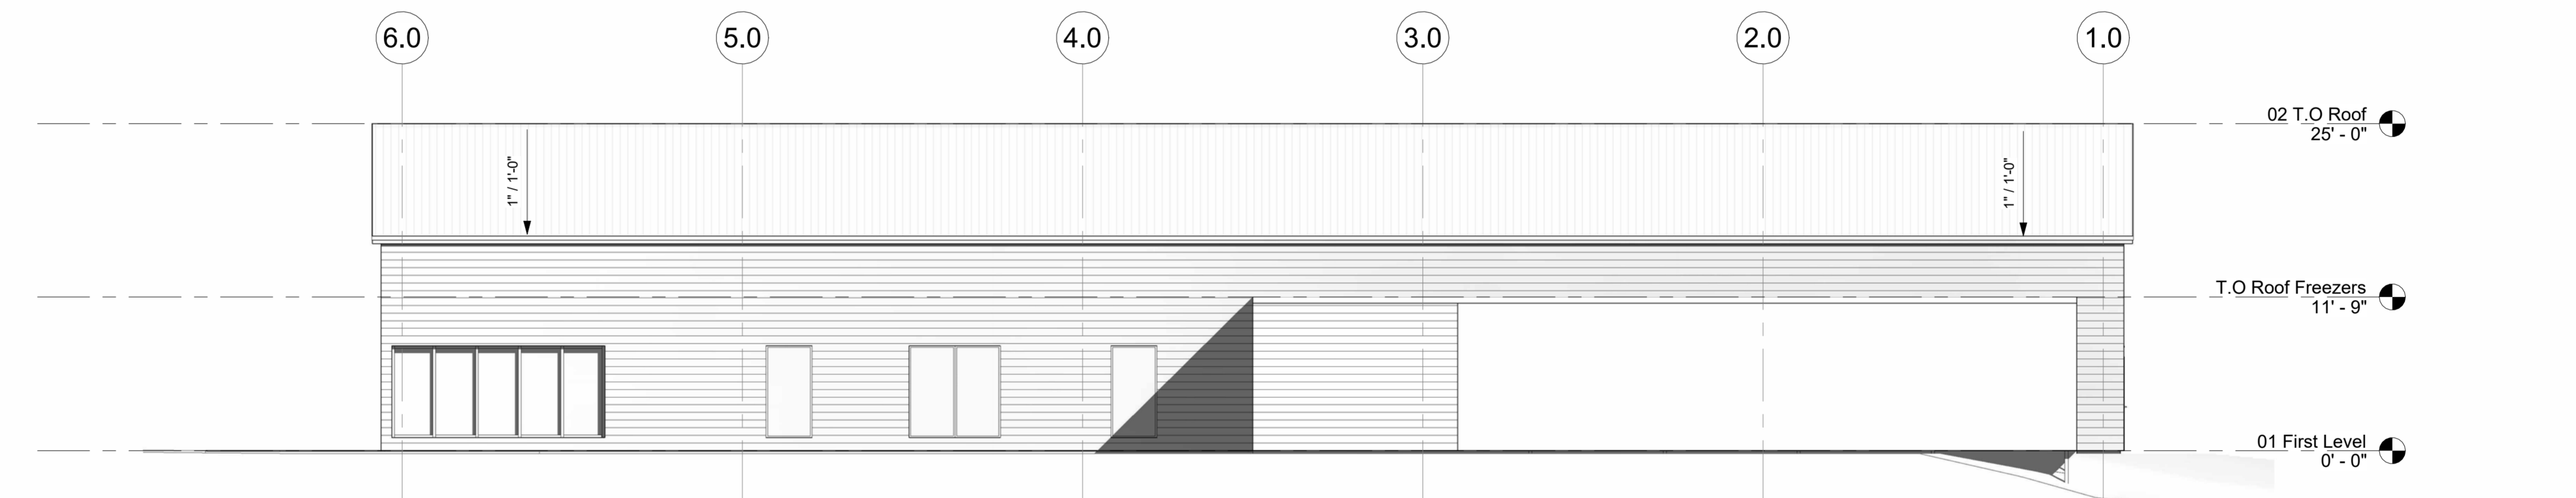 6.0
5.0
4.0
3.0
2.0
1.0
02 T.O Roof
25' - 0"
1" / 1'-0"
1" / 1'-0"
T.O Roof Freezers
11' - 9"
01 First Level
0' - 0"